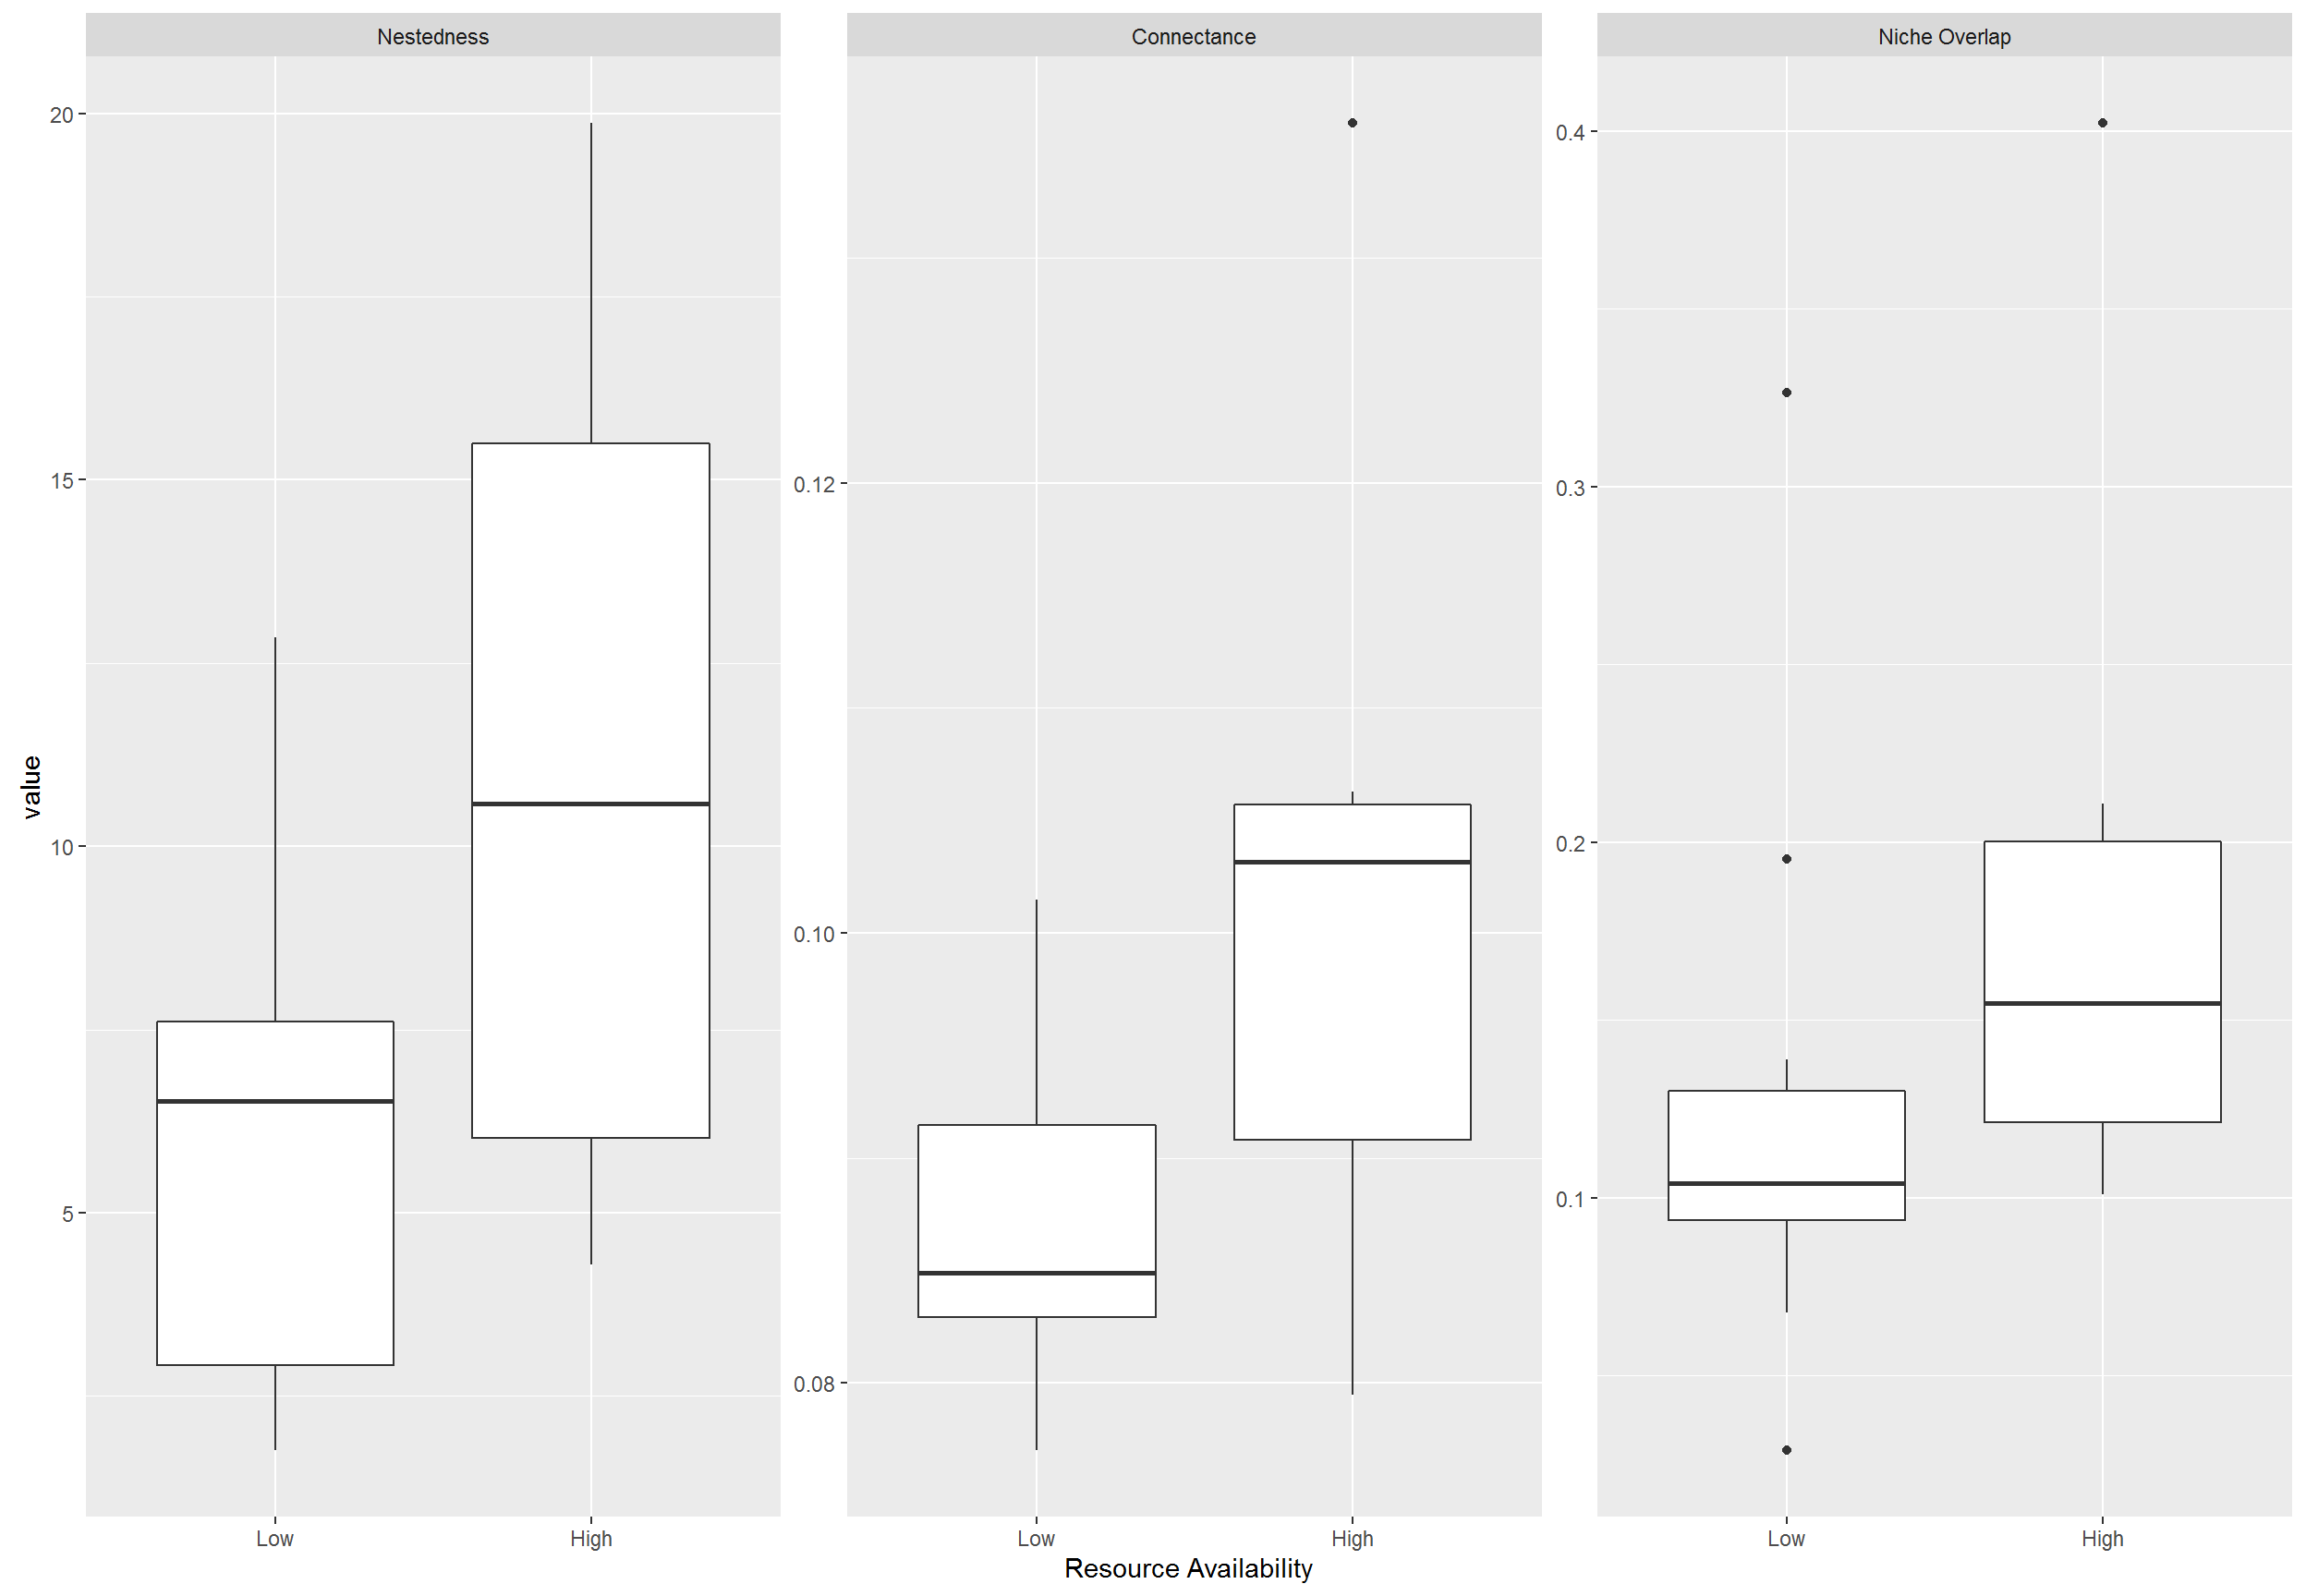 Nestedness
Connectance
Niche Overlap
value
20
15
10
5
0.12
0.10
0.08
0.4
0.3
0.2
0.1
Low
High
Low
High
Low
High
Resource Availability